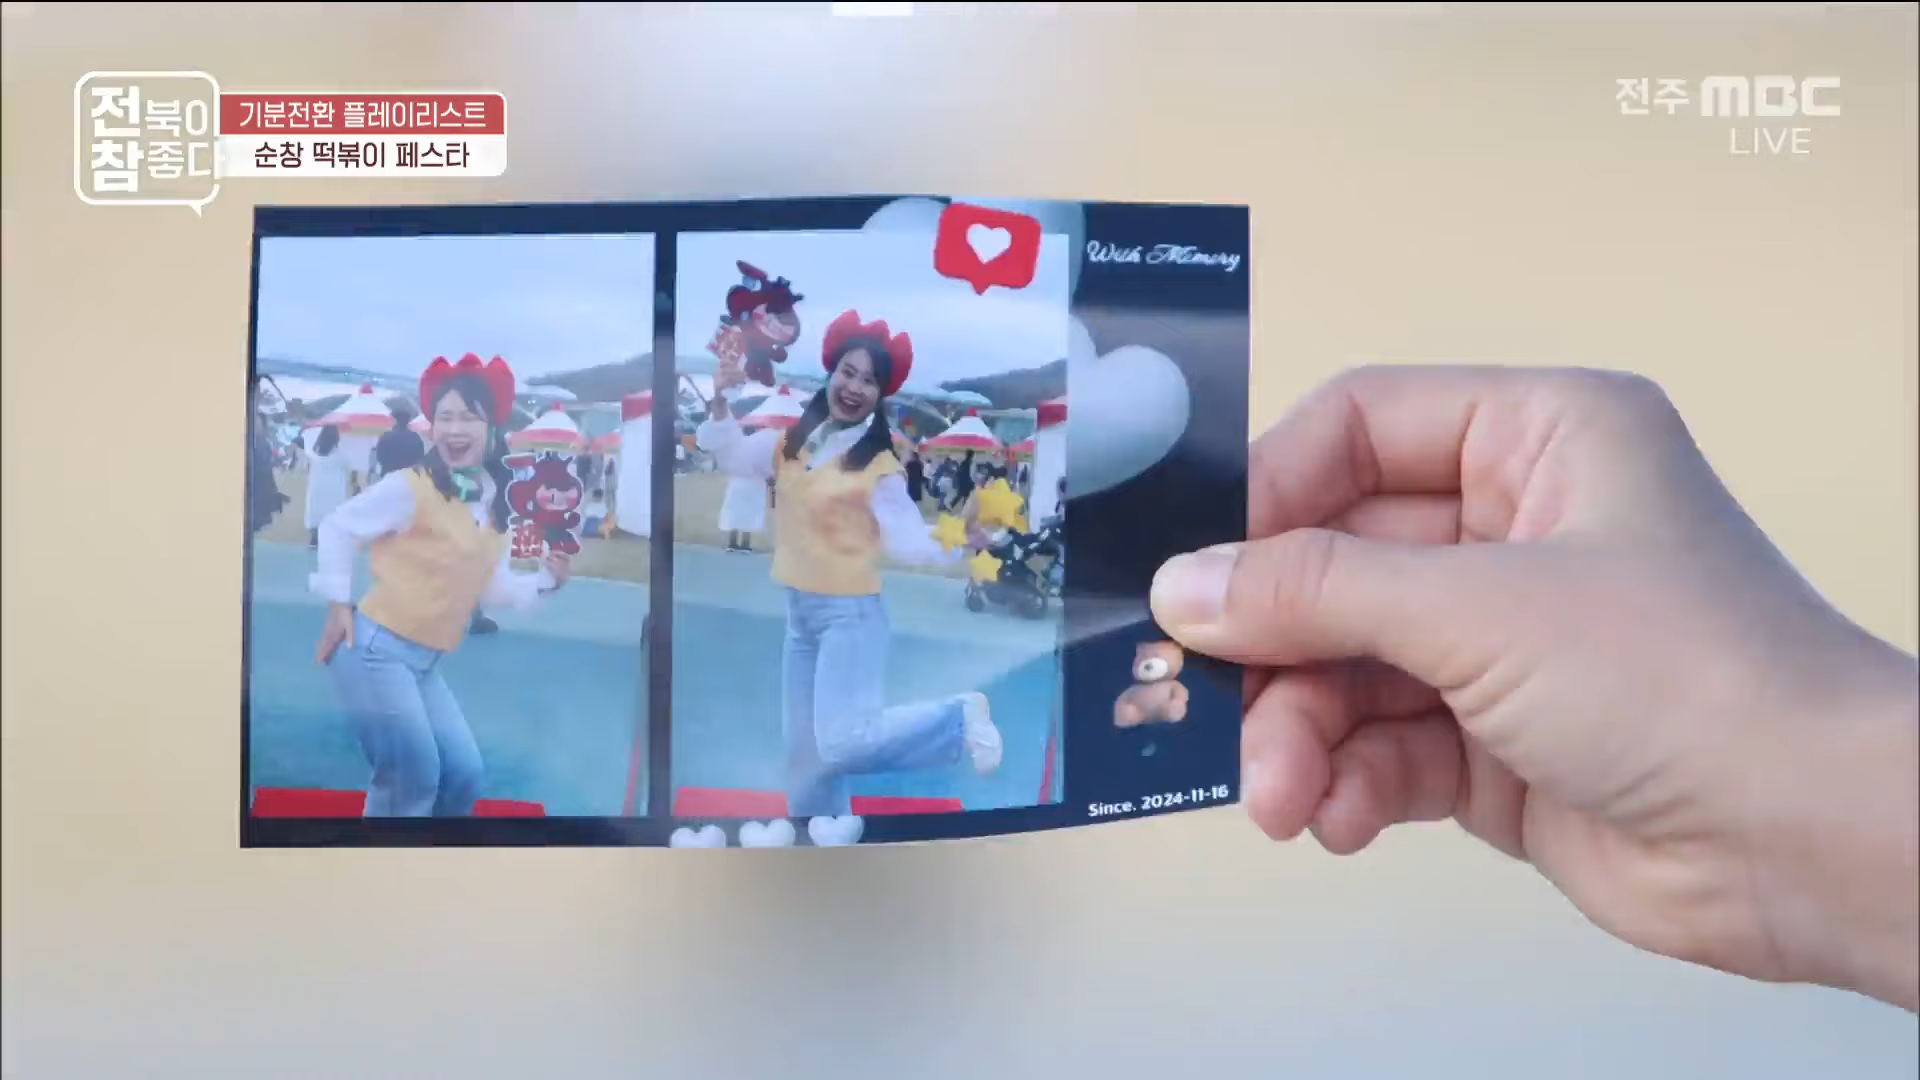 전북이
참좋다
기분전환 플레이리스트
순창 떡볶이 페스타
전주 MBC
LIVE
With Memory
Since. 2024-11-16